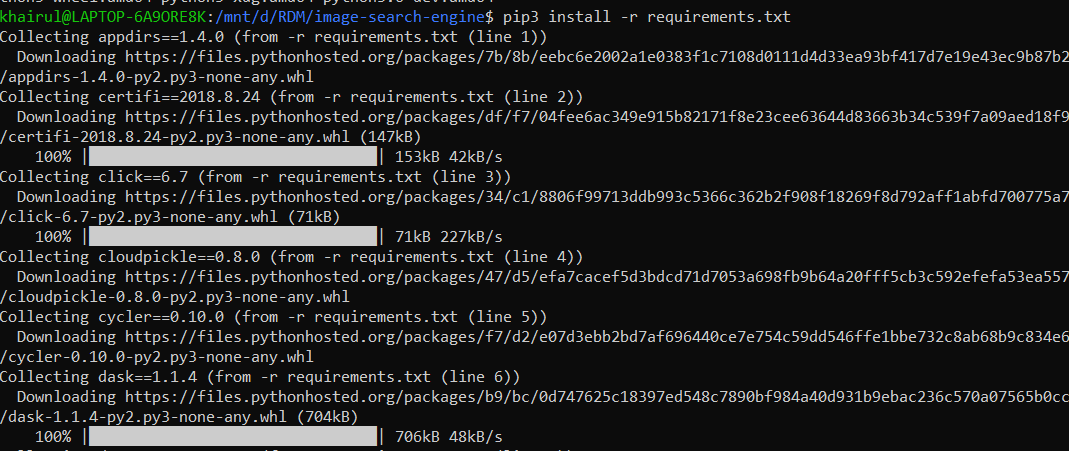 khairul@LAPTOP-6A9ORE8K:/mnt/d/RDM/image-search-engine$ pip3 install -r requirements.txt
Collecting appdirs==1.4.0 (from -r requirements.txt (line 1))
  Downloading https://files.pythonhosted.org/packages/7b/8b/eebc6e2002a1e0383f1c7108d0111d4d33ea93bf417d7e19e43ec9b87b2
/appdirs-1.4.0-py2.py3-none-any.whl
Collecting certifi==2018.8.24 (from -r requirements.txt (line 2))
  Downloading https://files.pythonhosted.org/packages/df/f7/04fee6ac349e915b82171f8e23cee63644d83663b34c539f7a09aed18f9
/certifi-2018.8.24-py2.py3-none-any.whl (147kB)
    100% || 153kB 42kB/s
Collecting click==6.7 (from -r requirements.txt (line 3))
  Downloading https://files.pythonhosted.org/packages/34/c1/8806f99713ddb993c5366c362b2f908f18269f8d792aff1abfd700775a7
/click-6.7-py2.py3-none-any.whl (71kB)
    100% || 71kB 227kB/s
Collecting cloudpickle==0.8.0 (from -r requirements.txt (line 4))
  Downloading https://files.pythonhosted.org/packages/47/d5/efa7cacef5d3bdcd71d7053a698fb9b64a20fff5cb3c592efefa53ea557
/cloudpickle-0.8.0-py2.py3-none-any.whl
Collecting cycler==0.10.0 (from -r requirements.txt (line 5))
  Downloading https://files.pythonhosted.org/packages/f7/d2/e07d3ebb2bd7af696440ce7e754c59dd546ffe1bbe732c8ab68b9c834e6
/cycler-0.10.0-py2.py3-none-any.whl
Collecting dask==1.1.4 (from -r requirements.txt (line 6))
  Downloading https://files.pythonhosted.org/packages/b9/bc/0d747625c18397ed548c7890bf984a40d931b9ebac236c570a07565b0cc
/dask-1.1.4-py2.py3-none-any.whl (704kB)
    100% || 706kB 48kB/s